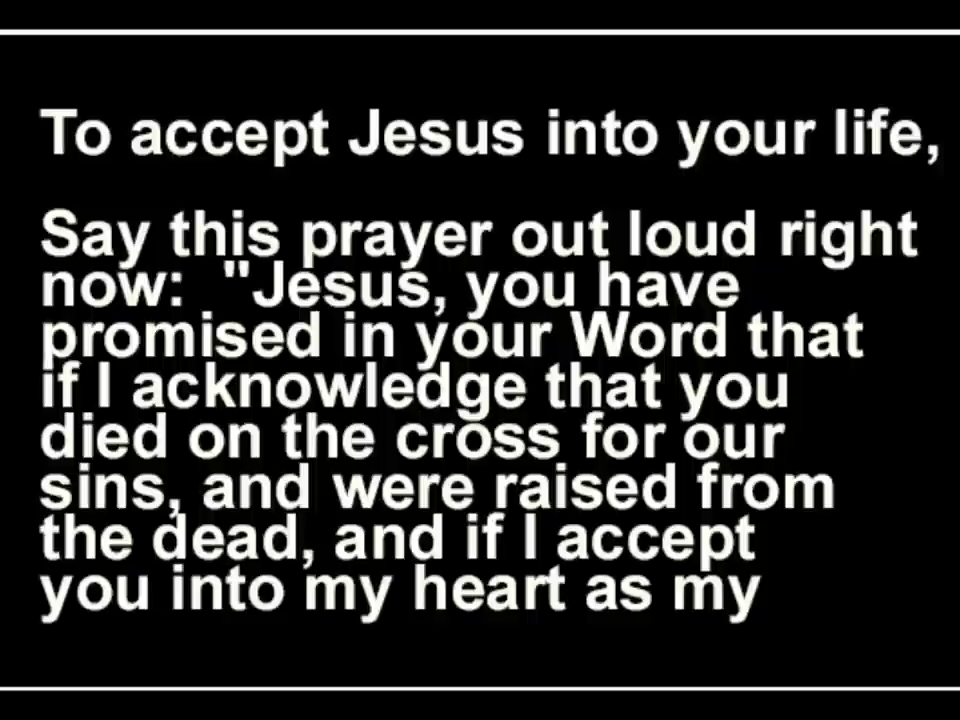 To accept Jesus into your life,
Say this prayer out loud right
now:  "Jesus, you have
promised in your Word that
if I acknowledge that you
died on the cross for our
sins, and were raised from
the dead, and if I accept
you into my heart as my